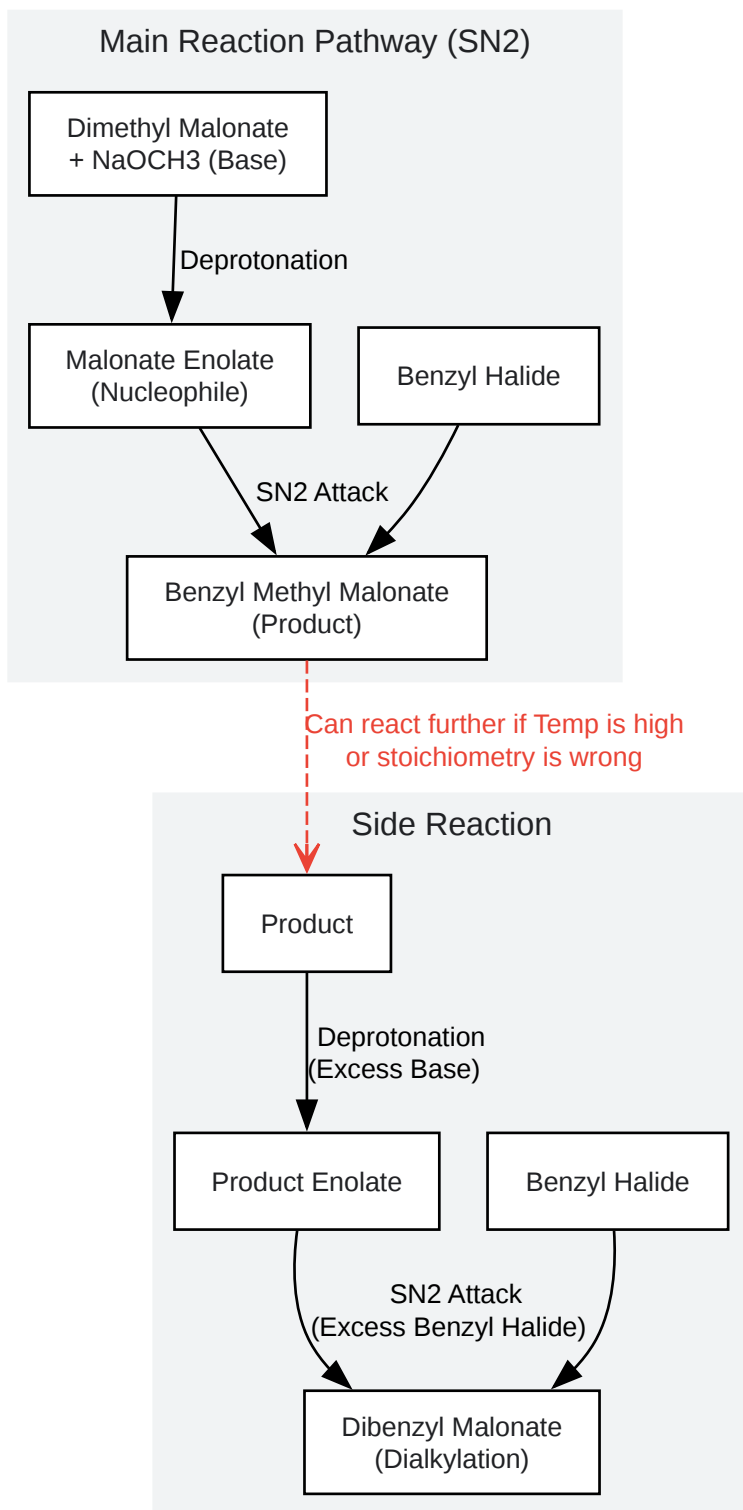 Main Reaction Pathway (SN2)
Dimethyl Malonate
+ NaOCH3 (Base)
Deprotonation
Malonate Enolate
(Nucleophile)
Benzyl Halide
SN2 Attack
Benzyl Methyl Malonate
(Product)
Can react further if Temp is high
or stoichiometry is wrong
Side Reaction
Product
Deprotonation
(Excess Base)
Product Enolate
Benzyl Halide
SN2 Attack
(Excess Benzyl Halide)
Dibenzyl Malonate
(Dialkylation)